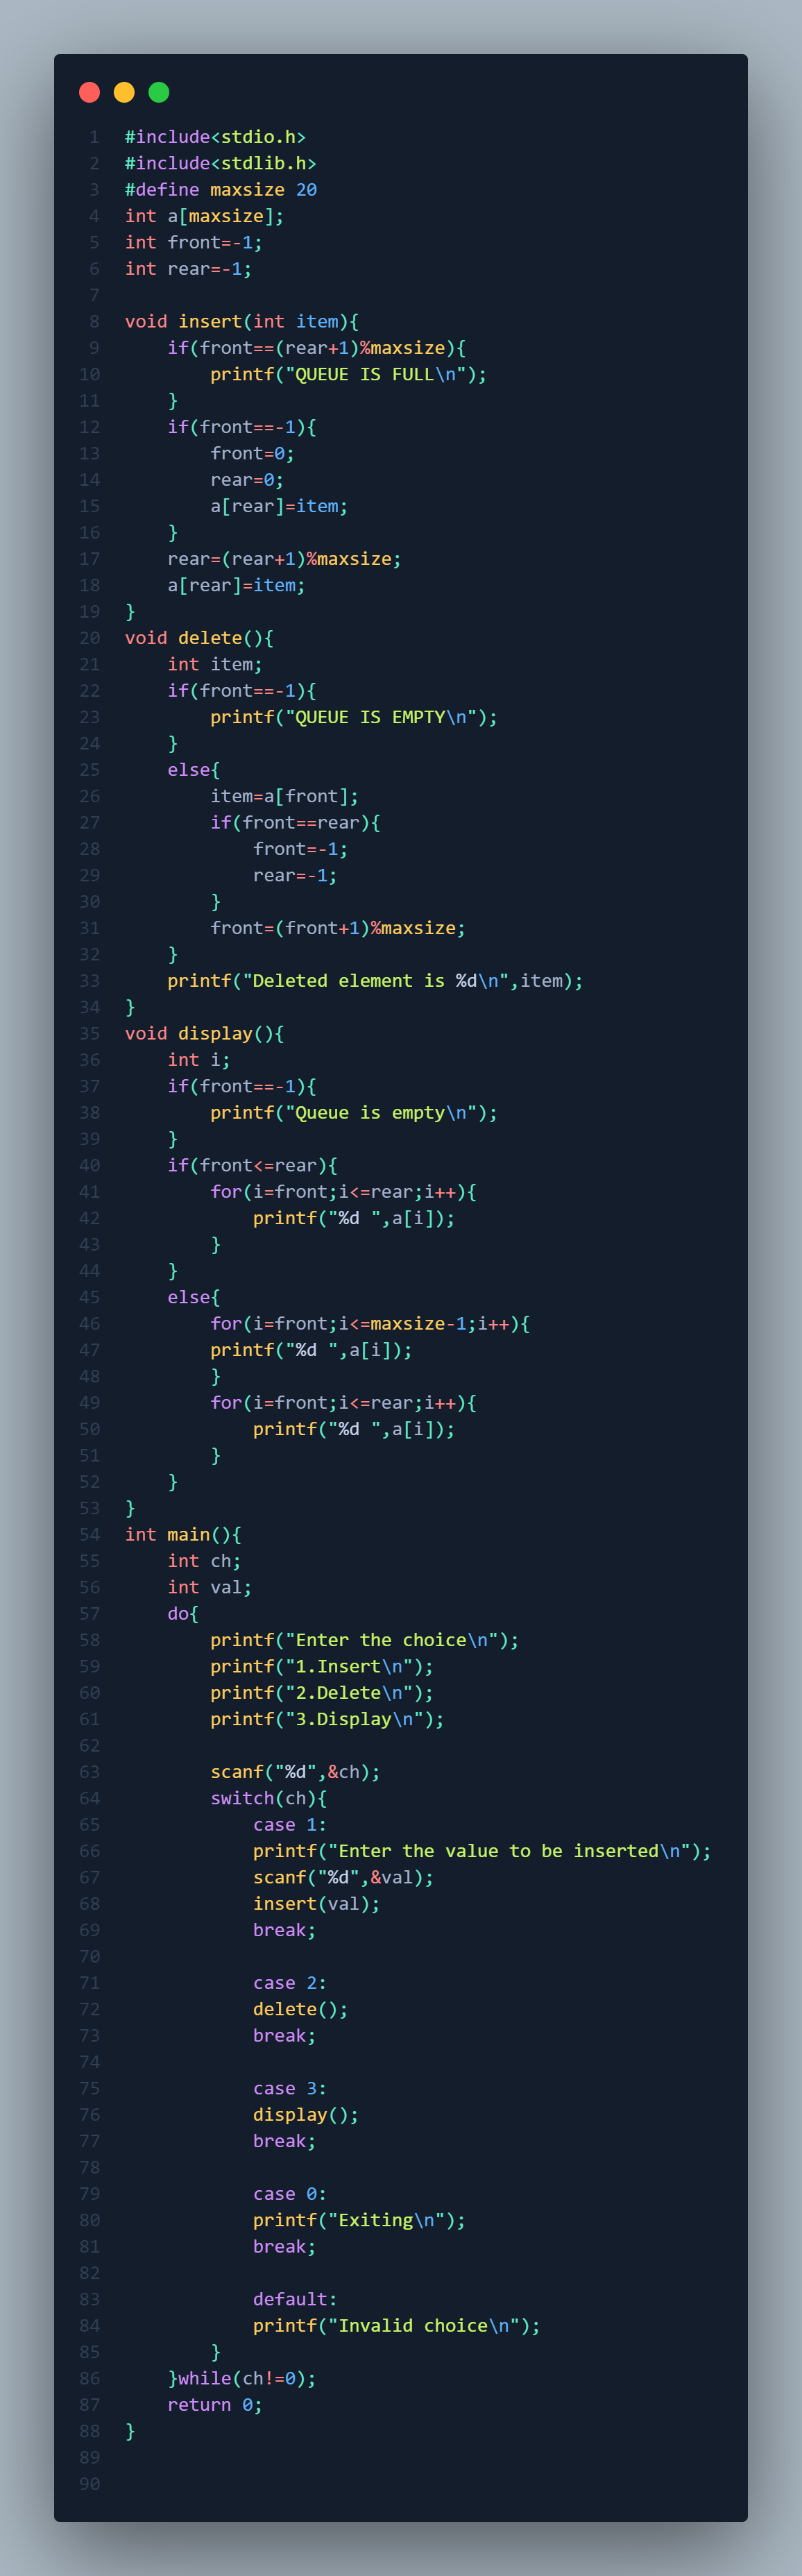 1 #include<stdio.h>
2 #include<stdlib.h>
3 #define maxsize 20
4 int a[maxsize];
5 int front=-1;
6 int rear=-1;
7
8 void insert(int item){
9     if(front==(rear+1)%maxsize){
10         printf("QUEUE IS FULL\n");
11     }
12     if(front==-1){
13         front=0;
14         rear=0;
15         a[rear]=item;
16     }
17     rear=(rear+1)%maxsize;
18     a[rear]=item;
19 }
20 void delete(){
21     int item;
22     if(front==-1){
23         printf("QUEUE IS EMPTY\n");
24     }
25     else{
26         item=a[front];
27         if(front==rear){
28             front=-1;
29             rear=-1;
30         }
31         front=(front+1)%maxsize;
32     }
33     printf("Deleted element is %d\n",item);
34 }
35 void display(){
36     int i;
37     if(front==-1){
38         printf("Queue is empty\n");
39     }
40     if(front<=rear){
41         for(i=front;i<=rear;i++){
42             printf("%d ",a[i]);
43         }
44     }
45     else{
46         for(i=front;i<=maxsize-1;i++){
47         printf("%d ",a[i]);
48         }
49         for(i=front;i<=rear;i++){
50             printf("%d ",a[i]);
51         }
52     }
53 }
54 int main(){
55     int ch;
56     int val;
57     do{
58         printf("Enter the choice\n");
59         printf("1.Insert\n");
60         printf("2.Delete\n");
61         printf("3.Display\n");
62
63         scanf("%d",&ch);
64         switch(ch){
65             case 1:
66             printf("Enter the value to be inserted\n");
67             scanf("%d",&val);
68             insert(val);
69             break;
70
71             case 2:
72             delete();
73             break;
74
75             case 3:
76             display();
77             break;
78
79             case 0:
80             printf("Exiting\n");
81             break;
82
83             default:
84             printf("Invalid choice\n");
85         }
86     }while(ch!=0);
87     return 0;
88 }
89
90